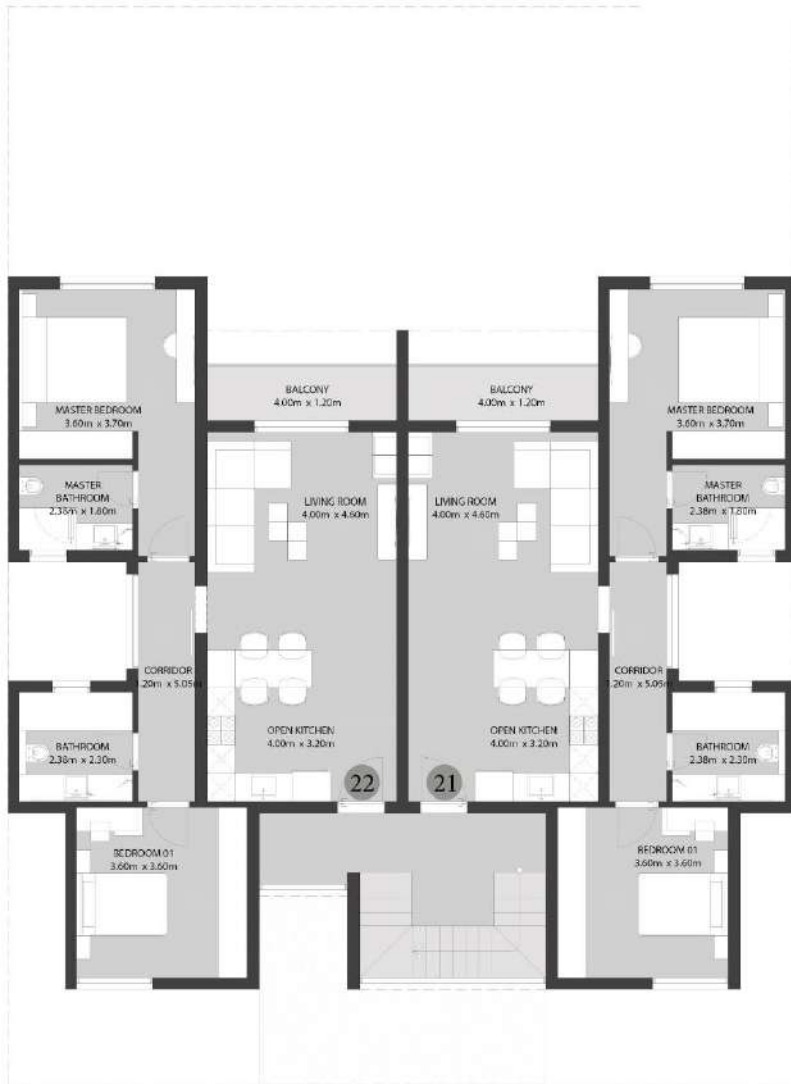 BALCONY
4.00m x 1.20m
BALCONY
4.00m x 1.20m
MASTER BEDROOM
3.60m x 3.70m
MASTER BEDROOM
3.60m x 3.70m
MASTER
BATHROOM
2.38m x 1.80m
LIVING ROOM
4.00m x 4.60m
LIVING ROOM
4.00m x 4.60m
MASTER
BATHROOM
2.38m x 1.80m
CORRIDOR
1.20m x 5.05m
CORRIDOR
1.20m x 5.05m
BATHROOM
2.38m x 2.30m
OPEN KITCHEN
4.00m x 3.20m
OPEN KITCHEN
4.00m x 3.20m
BATHROOM
2.38m x 2.30m
22
21
BEDROOM 01
3.60m x 3.60m
BEDROOM 01
3.60m x 3.60m